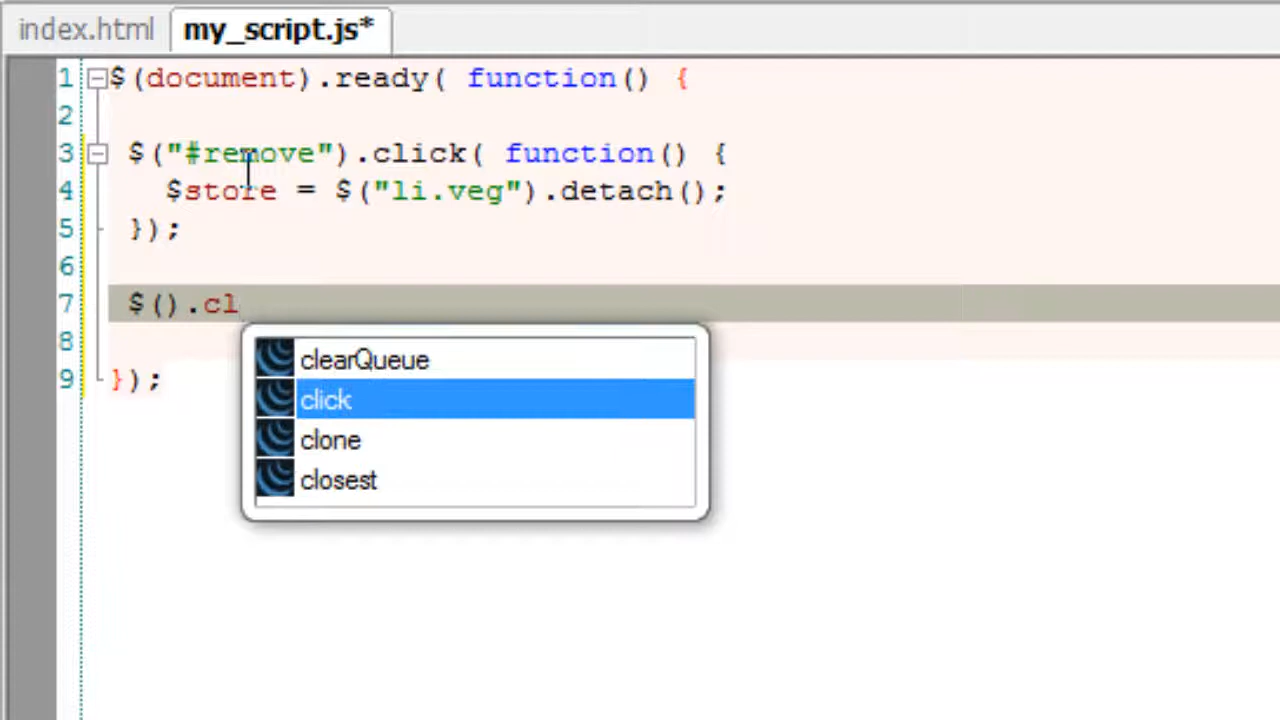 index.html my_script.js*
1 $(document).ready( function() {
2
3 $("#remove").click( function() {
4 $store = $("li.veg").detach();
5 });
6
7 $().cl
8
9 });
clearQueue
click
clone
closest